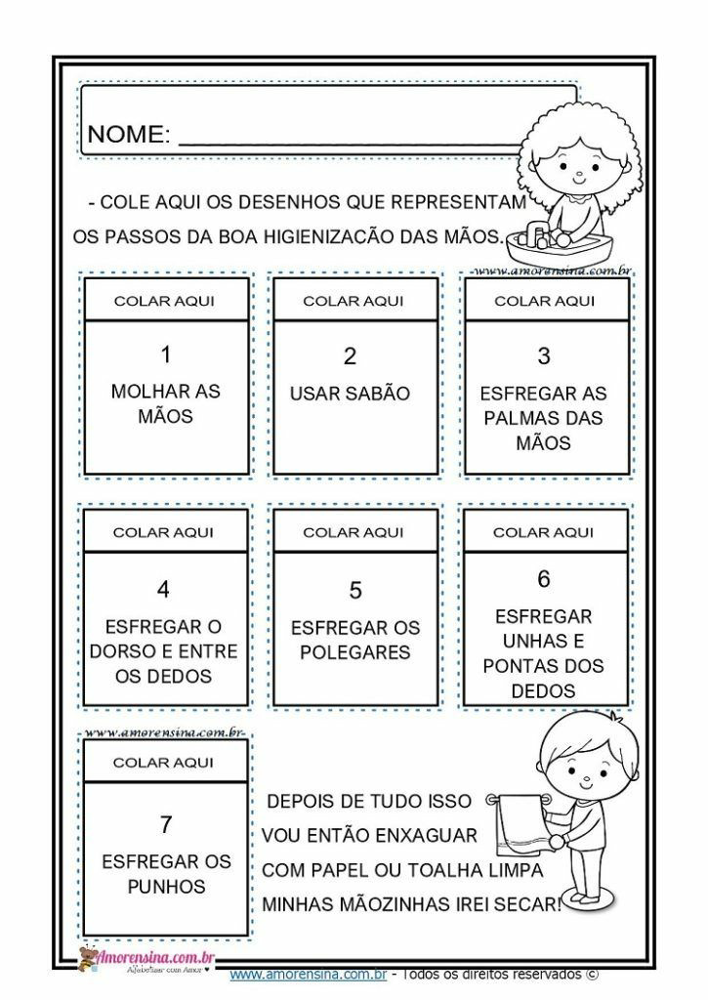 NOME: ____________________________
- COLE AQUI OS DESENHOS QUE REPRESENTAM
OS PASSOS DA BOA HIGIENIZACÃO DAS MÃOS.
www.amorensina.com.br
COLAR AQUI
1
MOLHAR AS
MÃOS
COLAR AQUI
2
USAR SABÃO
COLAR AQUI
3
ESFREGAR AS
PALMAS DAS
MÃOS
COLAR AQUI
4
ESFREGAR O
DORSO E ENTRE
OS DEDOS
COLAR AQUI
5
ESFREGAR OS
POLEGARES
COLAR AQUI
6
ESFREGAR
UNHAS E
PONTAS DOS
DEDOS
www.amorensina.com.br
COLAR AQUI
7
ESFREGAR OS
PUNHOS
DEPOIS DE TUDO ISSO
VOU ENTÃO ENXAGUAR
COM PAPEL OU TOALHA LIMPA
MINHAS MÃOZINHAS IREI SECAR!
Amorensina.com.br
Alfabetizar com Amor ♥
www.amorensina.com.br - Todos os direitos reservados ©